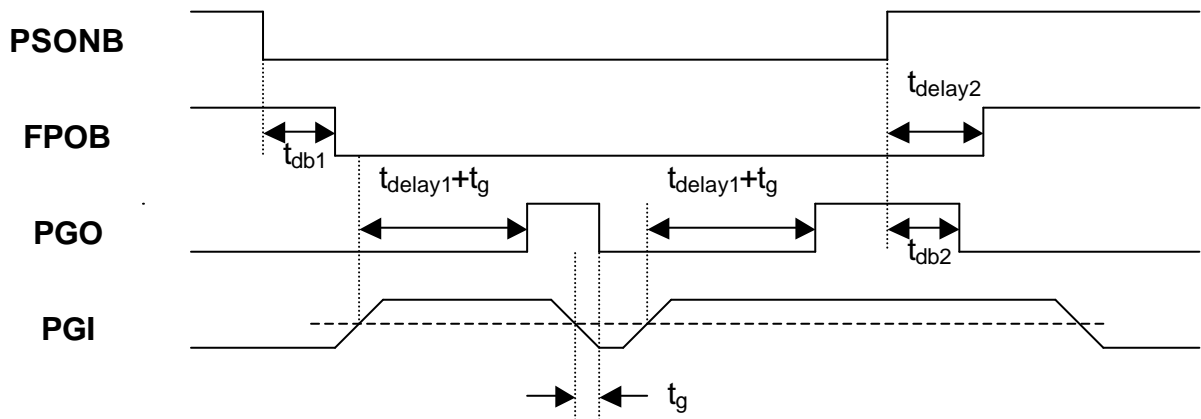 PSONB
t_delay2
FPOB
t_db1
t_delay1+t_g t_delay1+t_g
PGO
t_db2
PGI
t_g